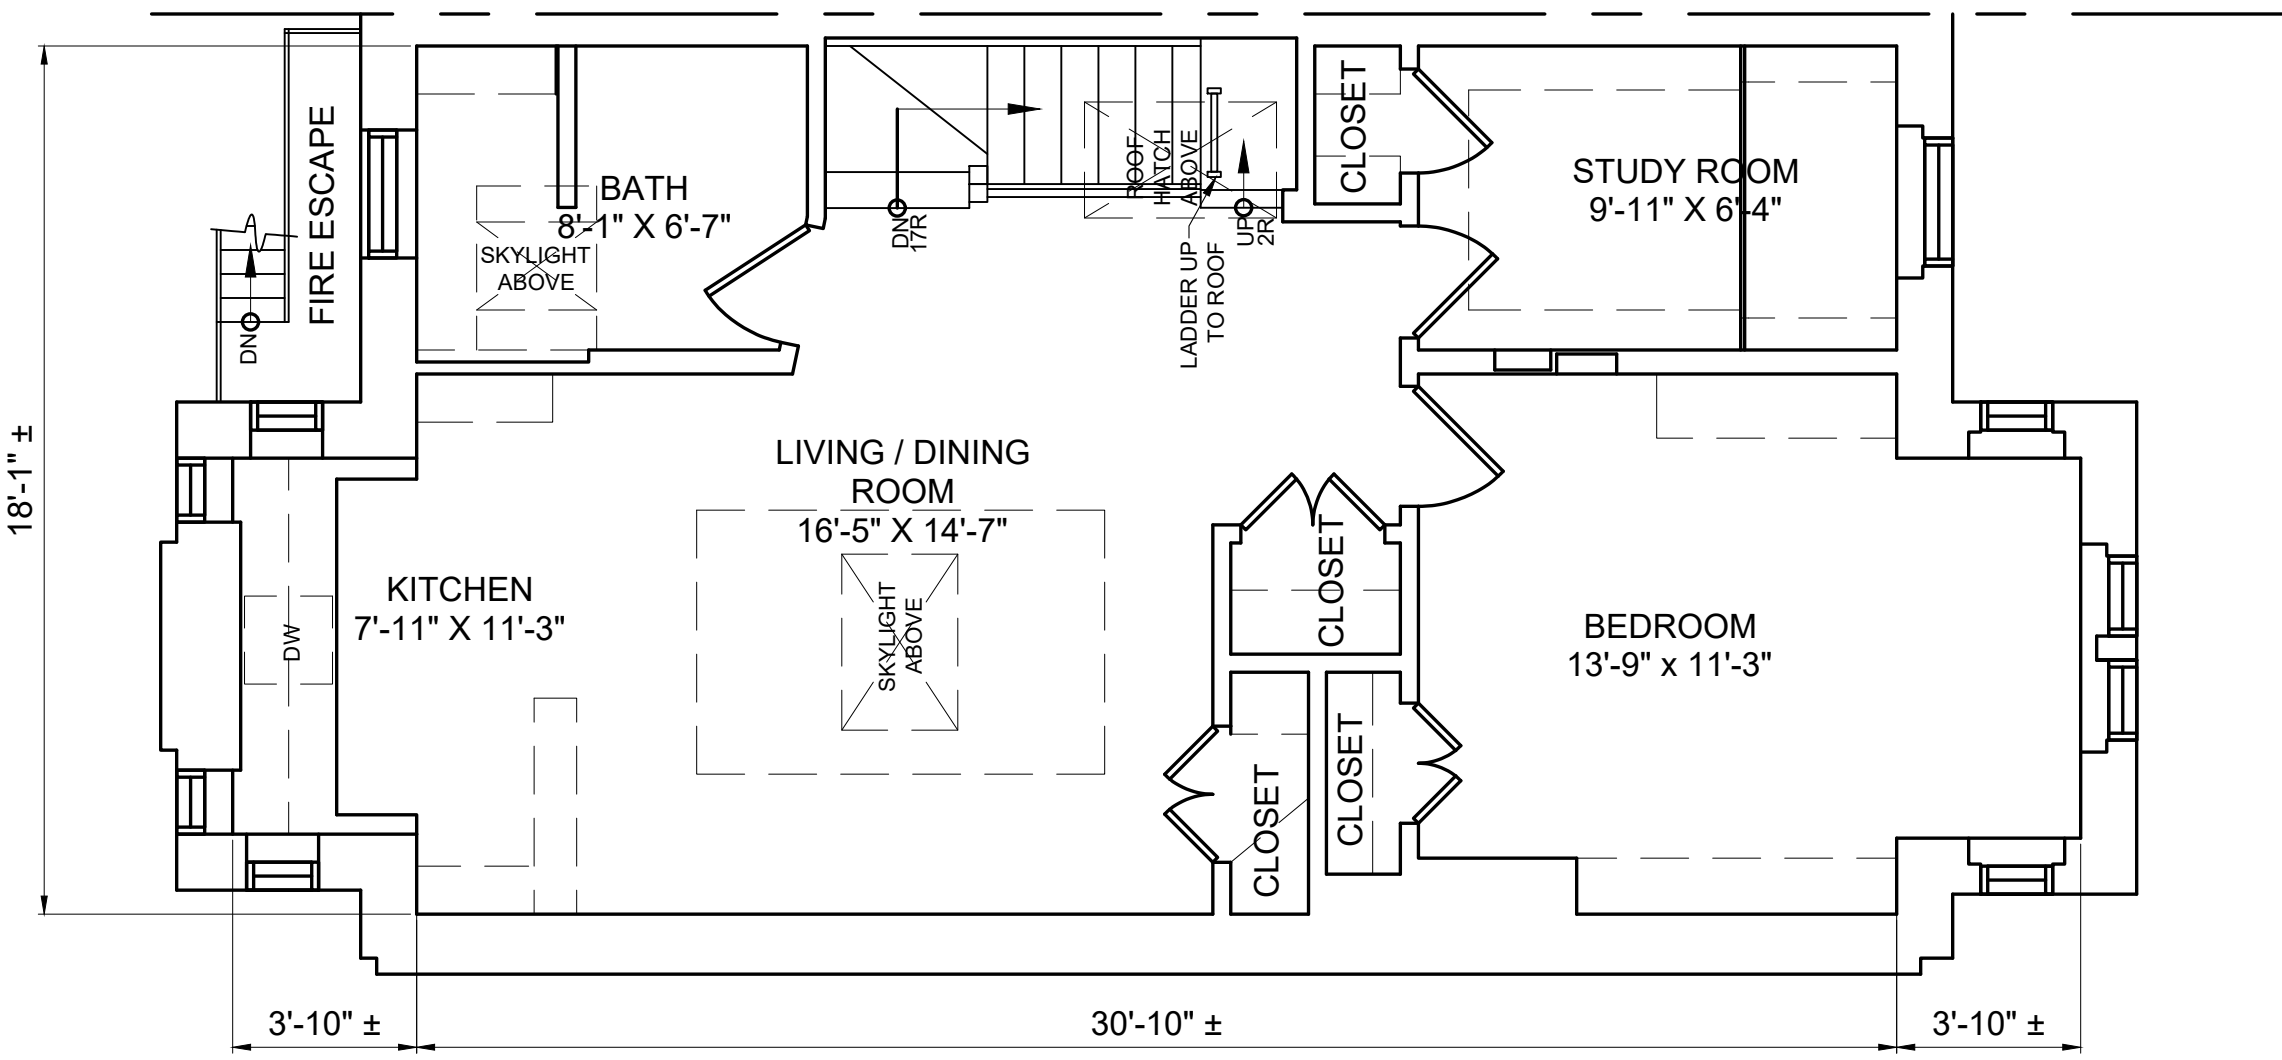 FIRE ESCAPE
DN
BATH
8'-1" X 6'-7"
SKYLIGHT
ABOVE
DN
17R
ROOF
HATCH
ABOVE
UP
2R
LADDER UP
TO ROOF
CLOSET
STUDY ROOM
9'-11" X 6'-4"
18'-1" ±
LIVING / DINING
ROOM
16'-5" X 14'-7"
SKYLIGHT
ABOVE
KITCHEN
7'-11" X 11'-3"
DW
CLOSET
BEDROOM
13'-9" x 11'-3"
CLOSET
CLOSET
3'-10" ±
30'-10" ±
3'-10" ±